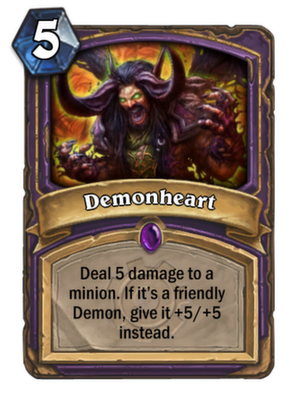 5
Demonheart
Deal 5 damage to a
minion. If it's a friendly
Demon, give it +5/+5
instead.